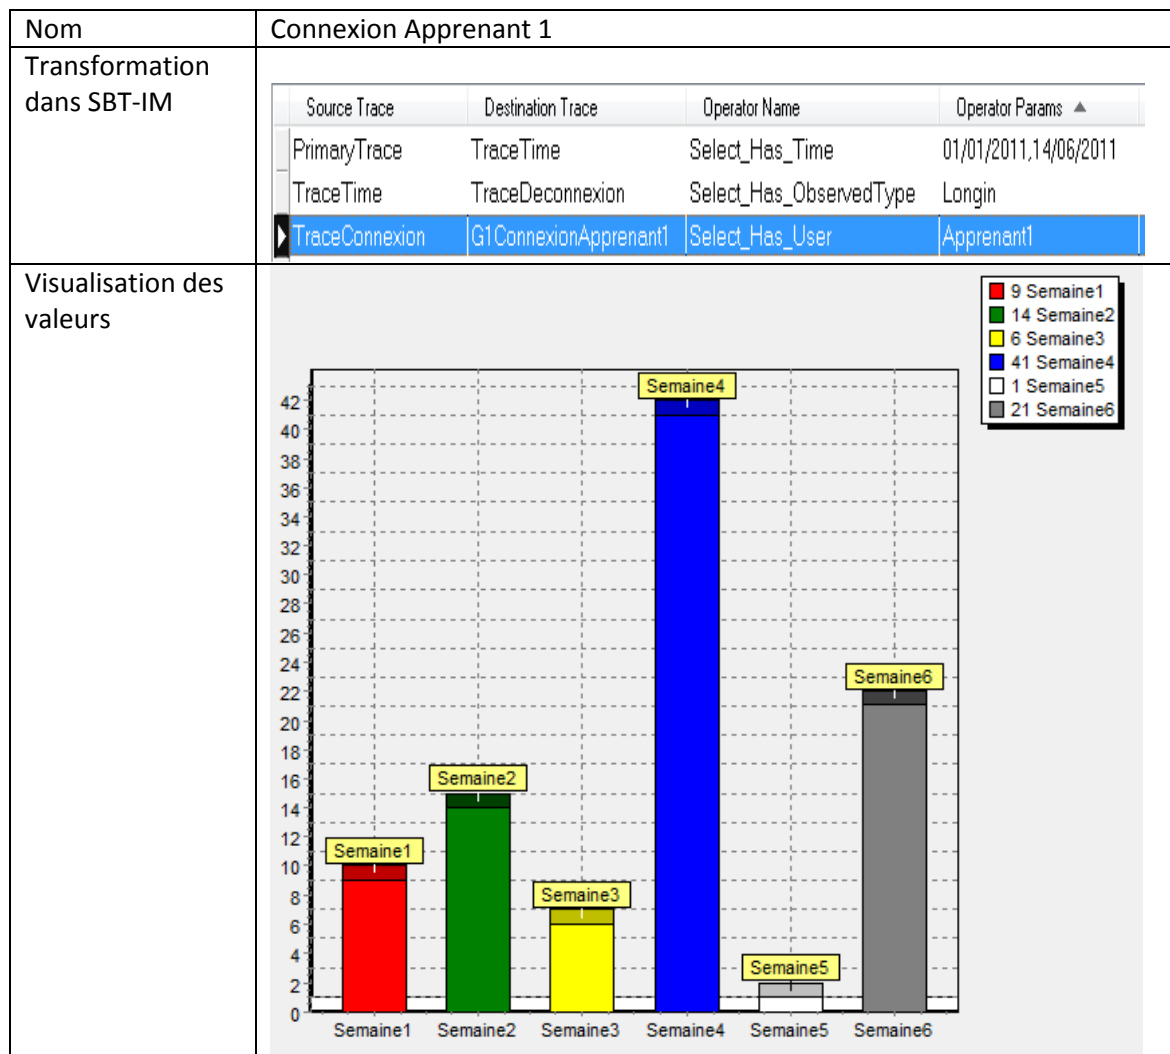 Nom Connexion Apprenant 1
Transformation
dans SBT-IM
Source Trace Destination Trace Operator Name Operator Params
PrimaryTrace TraceTime Select_Has_Time 01/01/2011,14/06/2011
TraceTime TraceDeconnexion Select_Has_ObservedType Longin
TraceConnexion G1ConnexionApprenant1 Select_Has_User Apprenant1
Visualisation des
valeurs
9 Semaine1
14 Semaine2
6 Semaine3
41 Semaine4
1 Semaine5
21 Semaine6
Semaine4
42
40
38
36
34
32
30
28
26
24
Semaine6
22
20
18
Semaine2
16
14
12
Semaine1
10
Semaine3
8
6
4
Semaine5
2
0
Semaine1 Semaine2 Semaine3 Semaine4 Semaine5 Semaine6